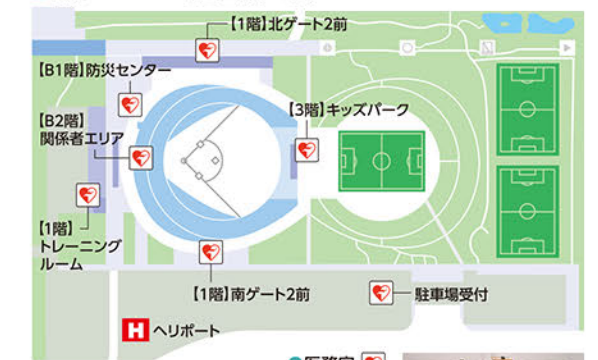 【1階】北ゲート2前
【B1階】防災センター
【B2階】
関係者エリア
【3階】キッズパーク
【1階】
トレーニング
ルーム
【1階】南ゲート2前
駐車場受付
H ヘリポート
医務室